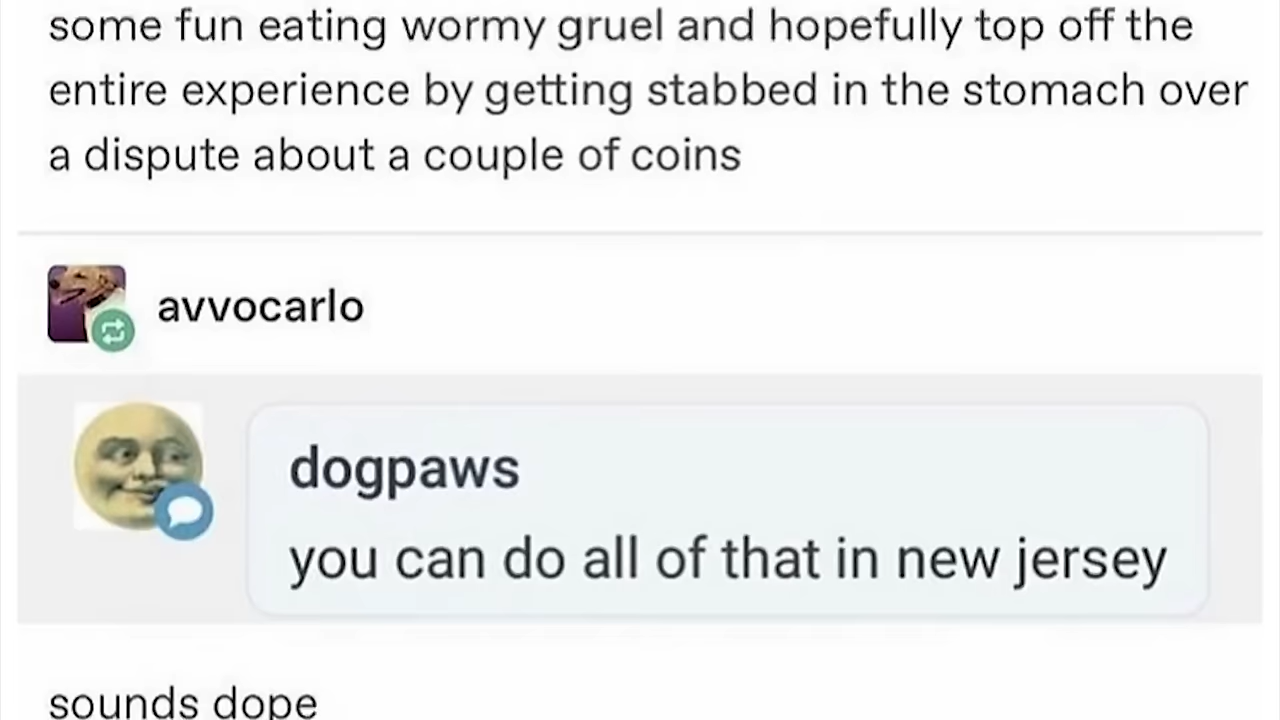 some fun eating wormy gruel and hopefully top off the
entire experience by getting stabbed in the stomach over
a dispute about a couple of coins
avvocarlo
dogpaws
you can do all of that in new jersey
sounds dope